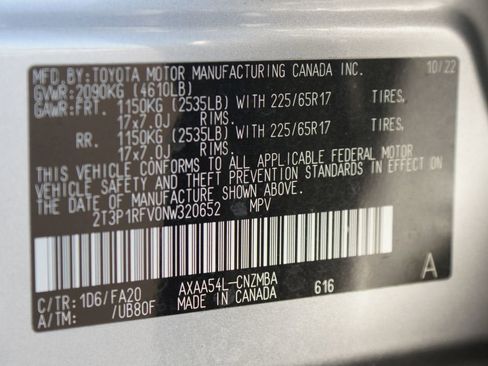 MFD.BY:TOYOTA MOTOR MANUFACTURING CANADA INC. 10/22
GVWR:2090KG (4610LB)
GAWR:FRT. 1150KG (2535LB) WITH 225/65R17 TIRES.
17x7.0J RIMS.
RR. 1150KG (2535LB) WITH 225/65R17 TIRES.
17x7.0J RIMS.
THIS VEHICLE CONFORMS TO ALL APPLICABLE FEDERAL MOTOR
VEHICLE SAFETY AND THEFT PREVENTION STANDARDS IN EFFECT ON
THE DATE OF MANUFACTURE SHOWN ABOVE.
2T3P1RFV0NW320652 MPV
C/TR:1D6/FA20 AXAA54L-CNZMBA A
A/TM: /UB80F MADE IN CANADA 616